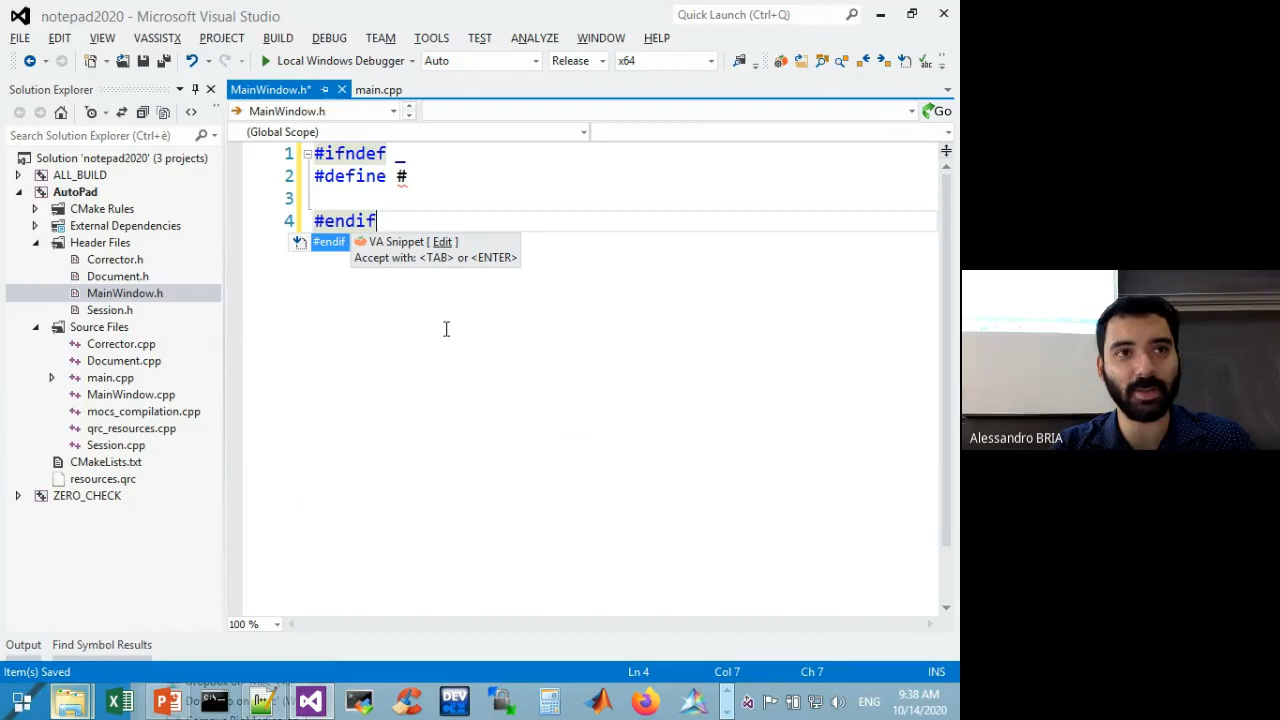 notepad2020 - Microsoft Visual Studio
Quick Launch (Ctrl+Q)
FILE EDIT VIEW VASSISTX PROJECT BUILD DEBUG TEAM TOOLS TEST ANALYZE WINDOW HELP
Local Windows Debugger Auto Release x64
Solution Explorer
MainWindow.h* main.cpp
MainWindow.h Go
Search Solution Explorer (Ctrl+è)
(Global Scope)
Solution 'notepad2020' (3 projects)
ALL_BUILD
AutoPad
CMake Rules
External Dependencies
Header Files
Corrector.h
Document.h
MainWindow.h
Session.h
Source Files
Corrector.cpp
Document.cpp
main.cpp
MainWindow.cpp
mocs_compilation.cpp
qrc_resources.cpp
Session.cpp
CMakeLists.txt
resources.qrc
ZERO_CHECK
1 #ifndef _
2 #define #
3
4 #endif
#endif VA Snippet [ Edit ]
Accept with: <TAB> or <ENTER>
100 %
Output Find Symbol Results
Item(s) Saved Ln 4 Col 7 Ch 7 INS
DEV
ENG
9:38 AM
10/14/2020
Alessandro BRIA